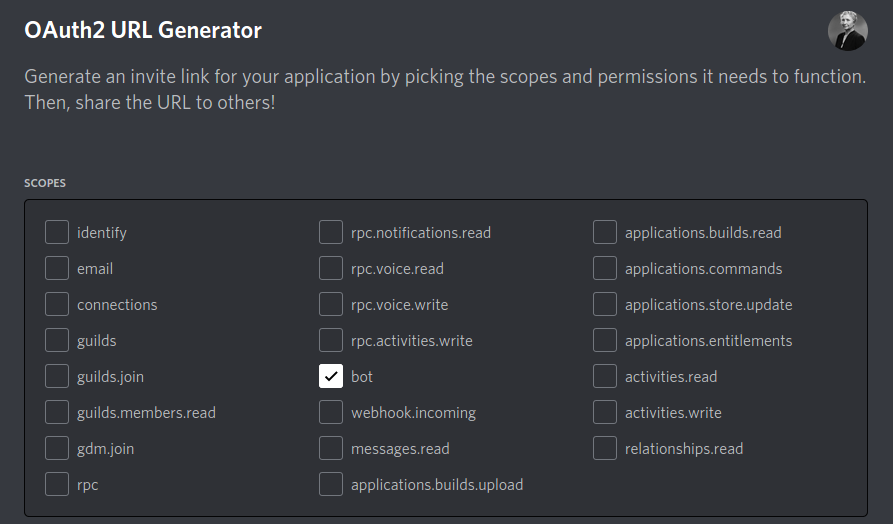 OAuth2 URL Generator
Generate an invite link for your application by picking the scopes and permissions it needs to function.
Then, share the URL to others!
SCOPES
identify
email
connections
guilds
guilds.join
guilds.members.read
gdm.join
rpc
rpc.notifications.read
rpc.voice.read
rpc.voice.write
rpc.activities.write
bot
webhook.incoming
messages.read
applications.builds.upload
applications.builds.read
applications.commands
applications.store.update
applications.entitlements
activities.read
activities.write
relationships.read